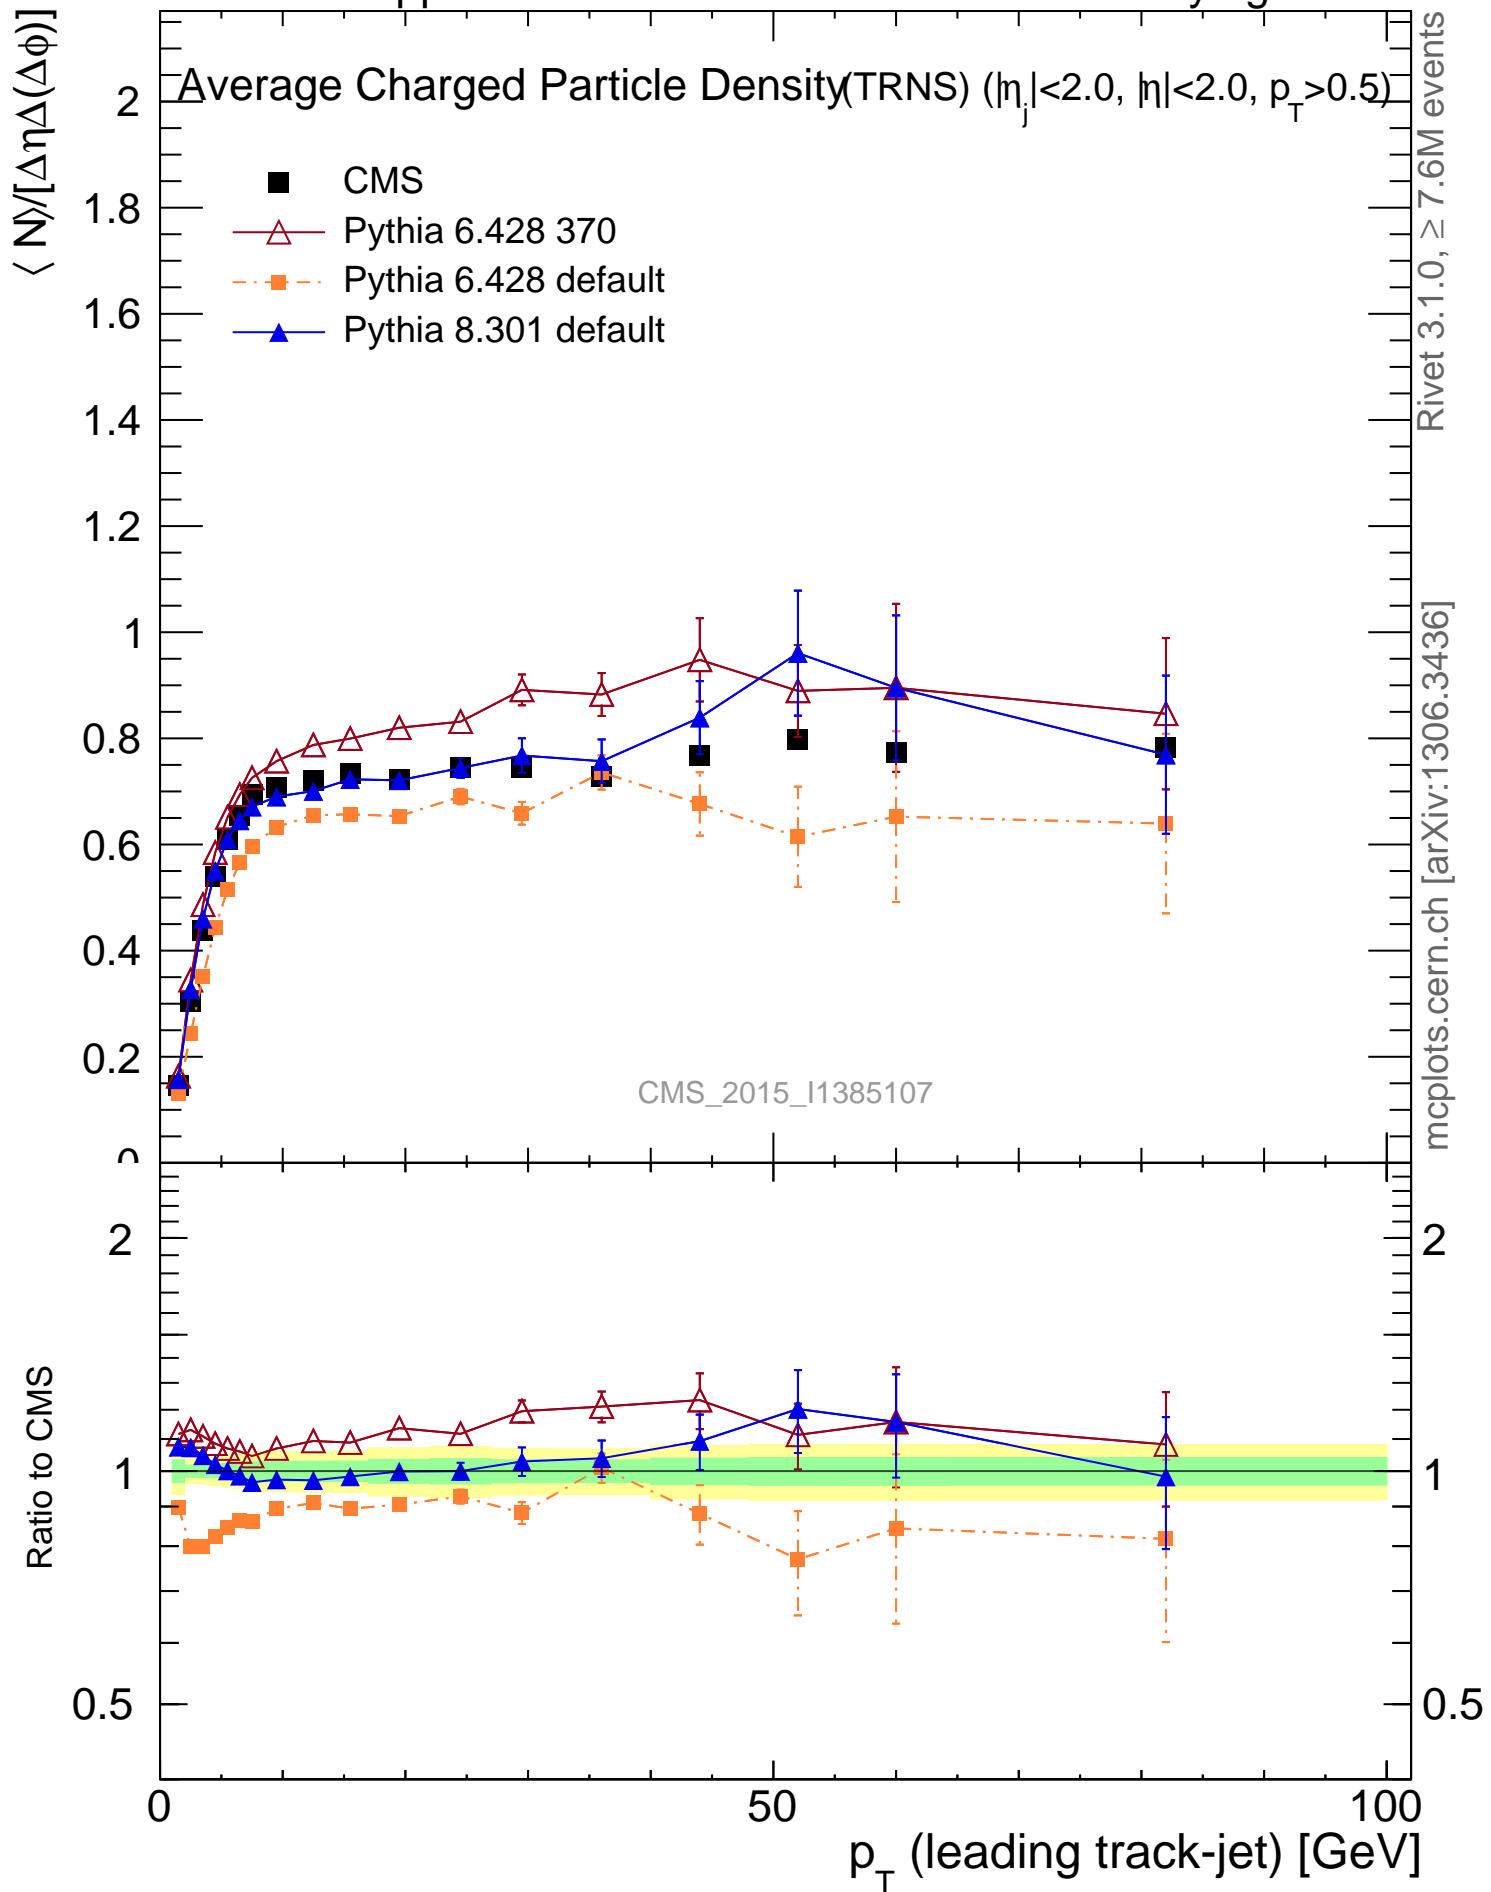 Average Charged Particle Density (TRNS) (|η_j|<2.0, |η|<2.0, p_T>0.5)
⟨ N⟩/[ΔηΔ(Δϕ)]
CMS
Pythia 6.428 370
Pythia 6.428 default
Pythia 8.301 default
2
1.8
1.6
1.4
1.2
1
0.8
0.6
0.4
0.2
0
CMS_2015_I1385107
Rivet 3.1.0, ≥ 7.6M events
mcplots.cern.ch [arXiv:1306.3436]
Ratio to CMS
2
1
0.5
2
1
0.5
0
50
100
p_T (leading track-jet) [GeV]